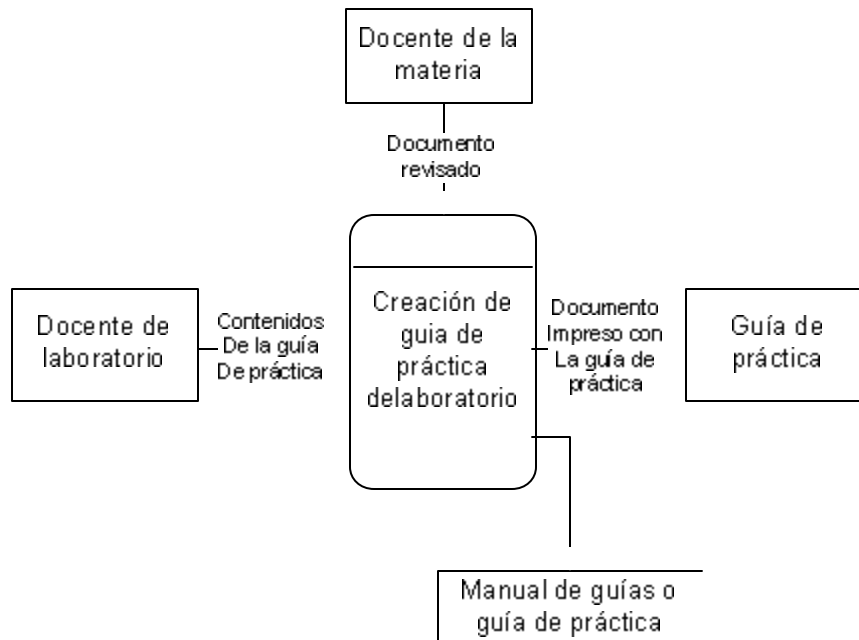 Docente de la
materia
Documento
revisado
Docente de
laboratorio
Contenidos
De la guía
De práctica
Creación de
guia de
práctica
delaboratorio
Documento
Impreso con
La guía de
práctica
Guía de
práctica
Manual de guías o
guía de práctica